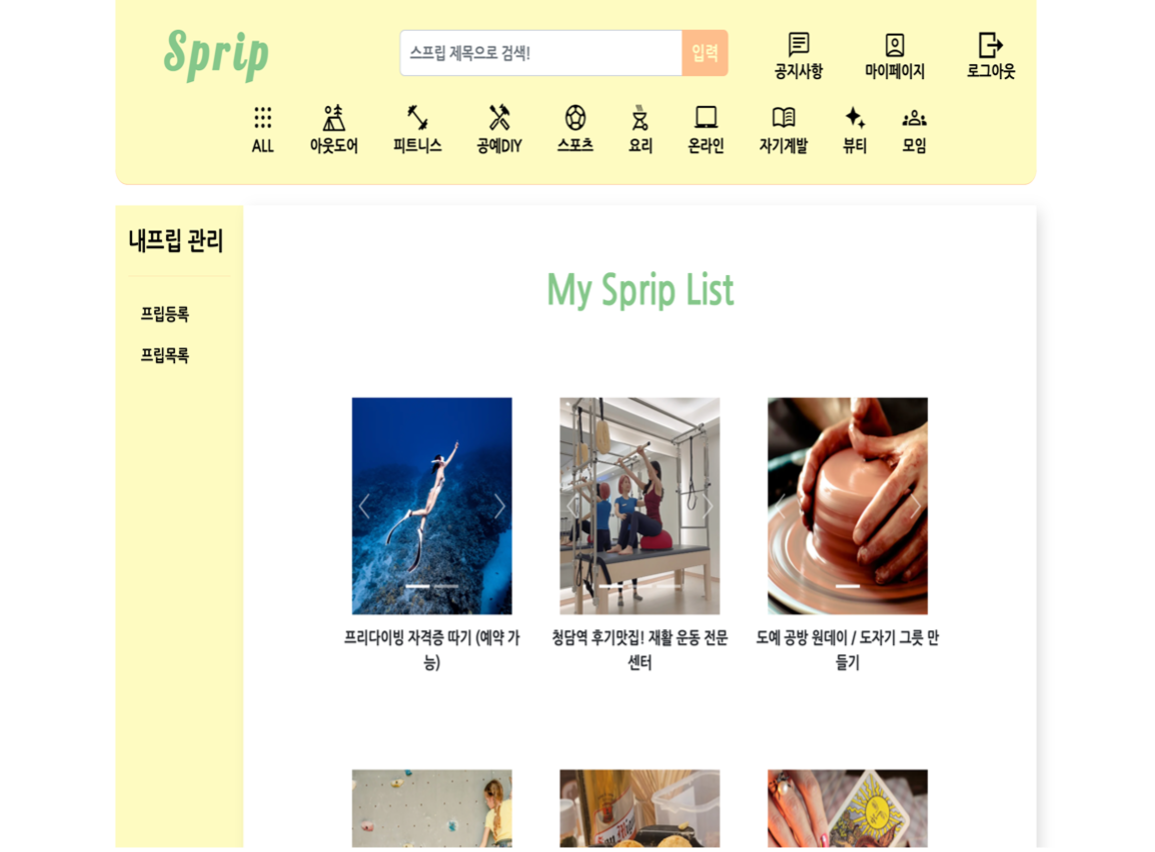 Sprip
스프립 제목으로 검색!
입력
공지사항
마이페이지
로그아웃
ALL
아웃도어
피트니스
공예DIY
스포츠
요리
온라인
자기계발
뷰티
모임
내프립 관리
프립등록
프립목록
My Sprip List
프리다이빙 자격증 따기 (예약 가
능)
청담역 후기맛집! 재활 운동 전문
센터
도예 공방 원데이 / 도자기 그릇 만
들기